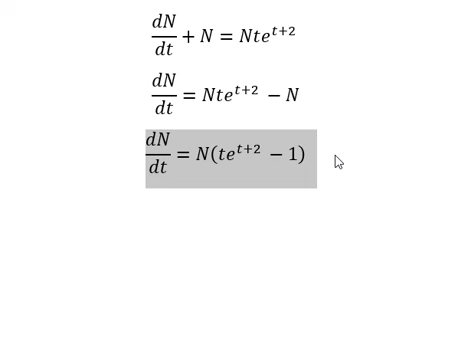 dN/dt + N = Nte^{t+2}
dN/dt = Nte^{t+2} − N
dN/dt = N(te^{t+2} − 1)